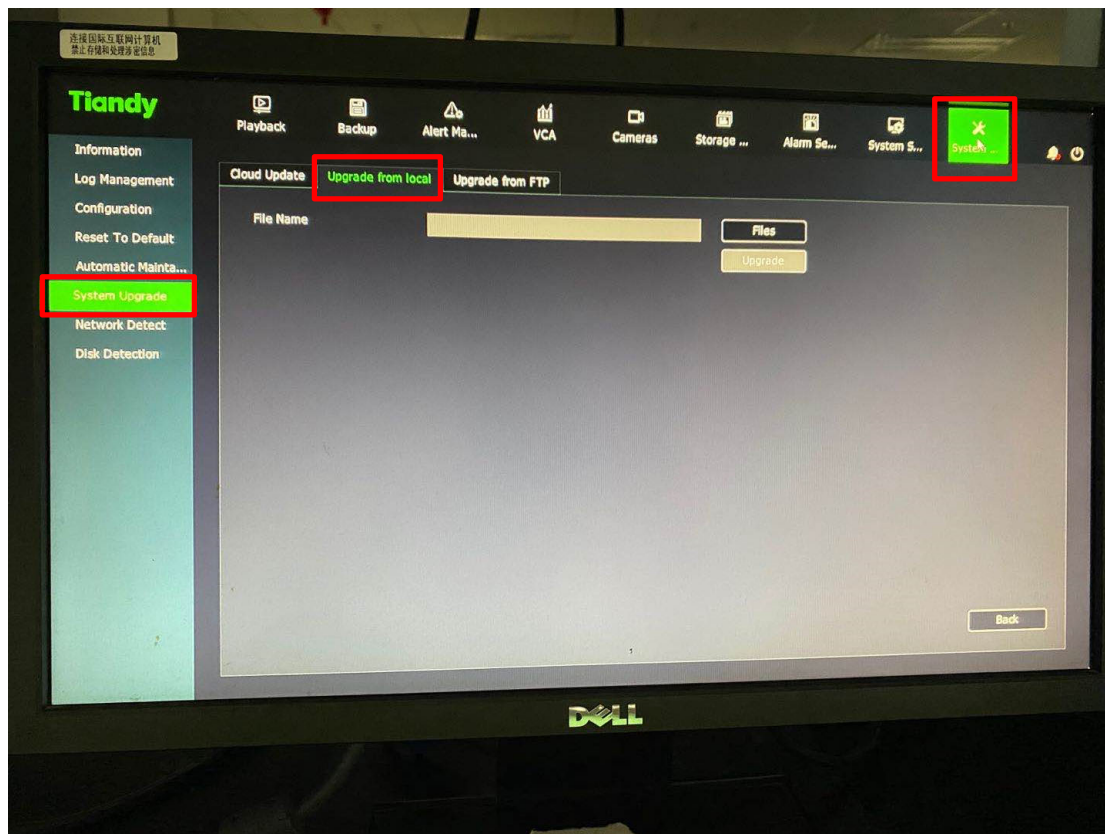 连接国际互联网计算机
禁止存储和处理涉密信息
Tiandy
Playback
Backup
Alert Ma...
VCA
Cameras
Storage ...
Alarm Se...
System S...
System ...
Information
Log Management
Configuration
Reset To Default
Automatic Mainta...
System Upgrade
Network Detect
Disk Detection
Cloud Update
Upgrade from local
Upgrade from FTP
File Name
Files
Upgrade
Back
DELL